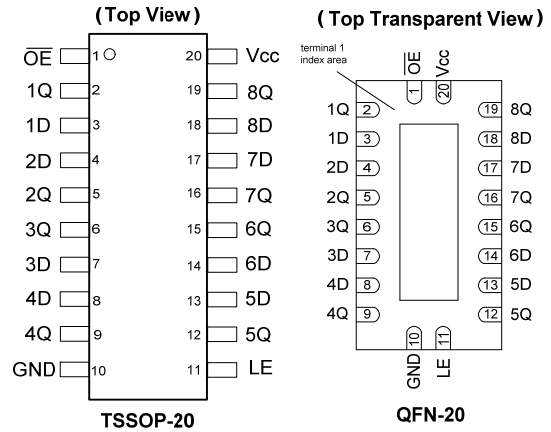 (Top View)
O̅E̅ 1 20 Vcc
1Q 2 19 8Q
1D 3 18 8D
2D 4 17 7D
2Q 5 16 7Q
3Q 6 15 6Q
3D 7 14 6D
4D 8 13 5D
4Q 9 12 5Q
GND 10 11 LE
TSSOP-20
(Top Transparent View)
terminal 1
index area
O̅E̅ Vcc
1 20
1Q 2 19 8Q
1D 3 18 8D
2D 4 17 7D
2Q 5 16 7Q
3Q 6 15 6Q
3D 7 14 6D
4D 8 13 5D
4Q 9 12 5Q
10 11
GND LE
QFN-20